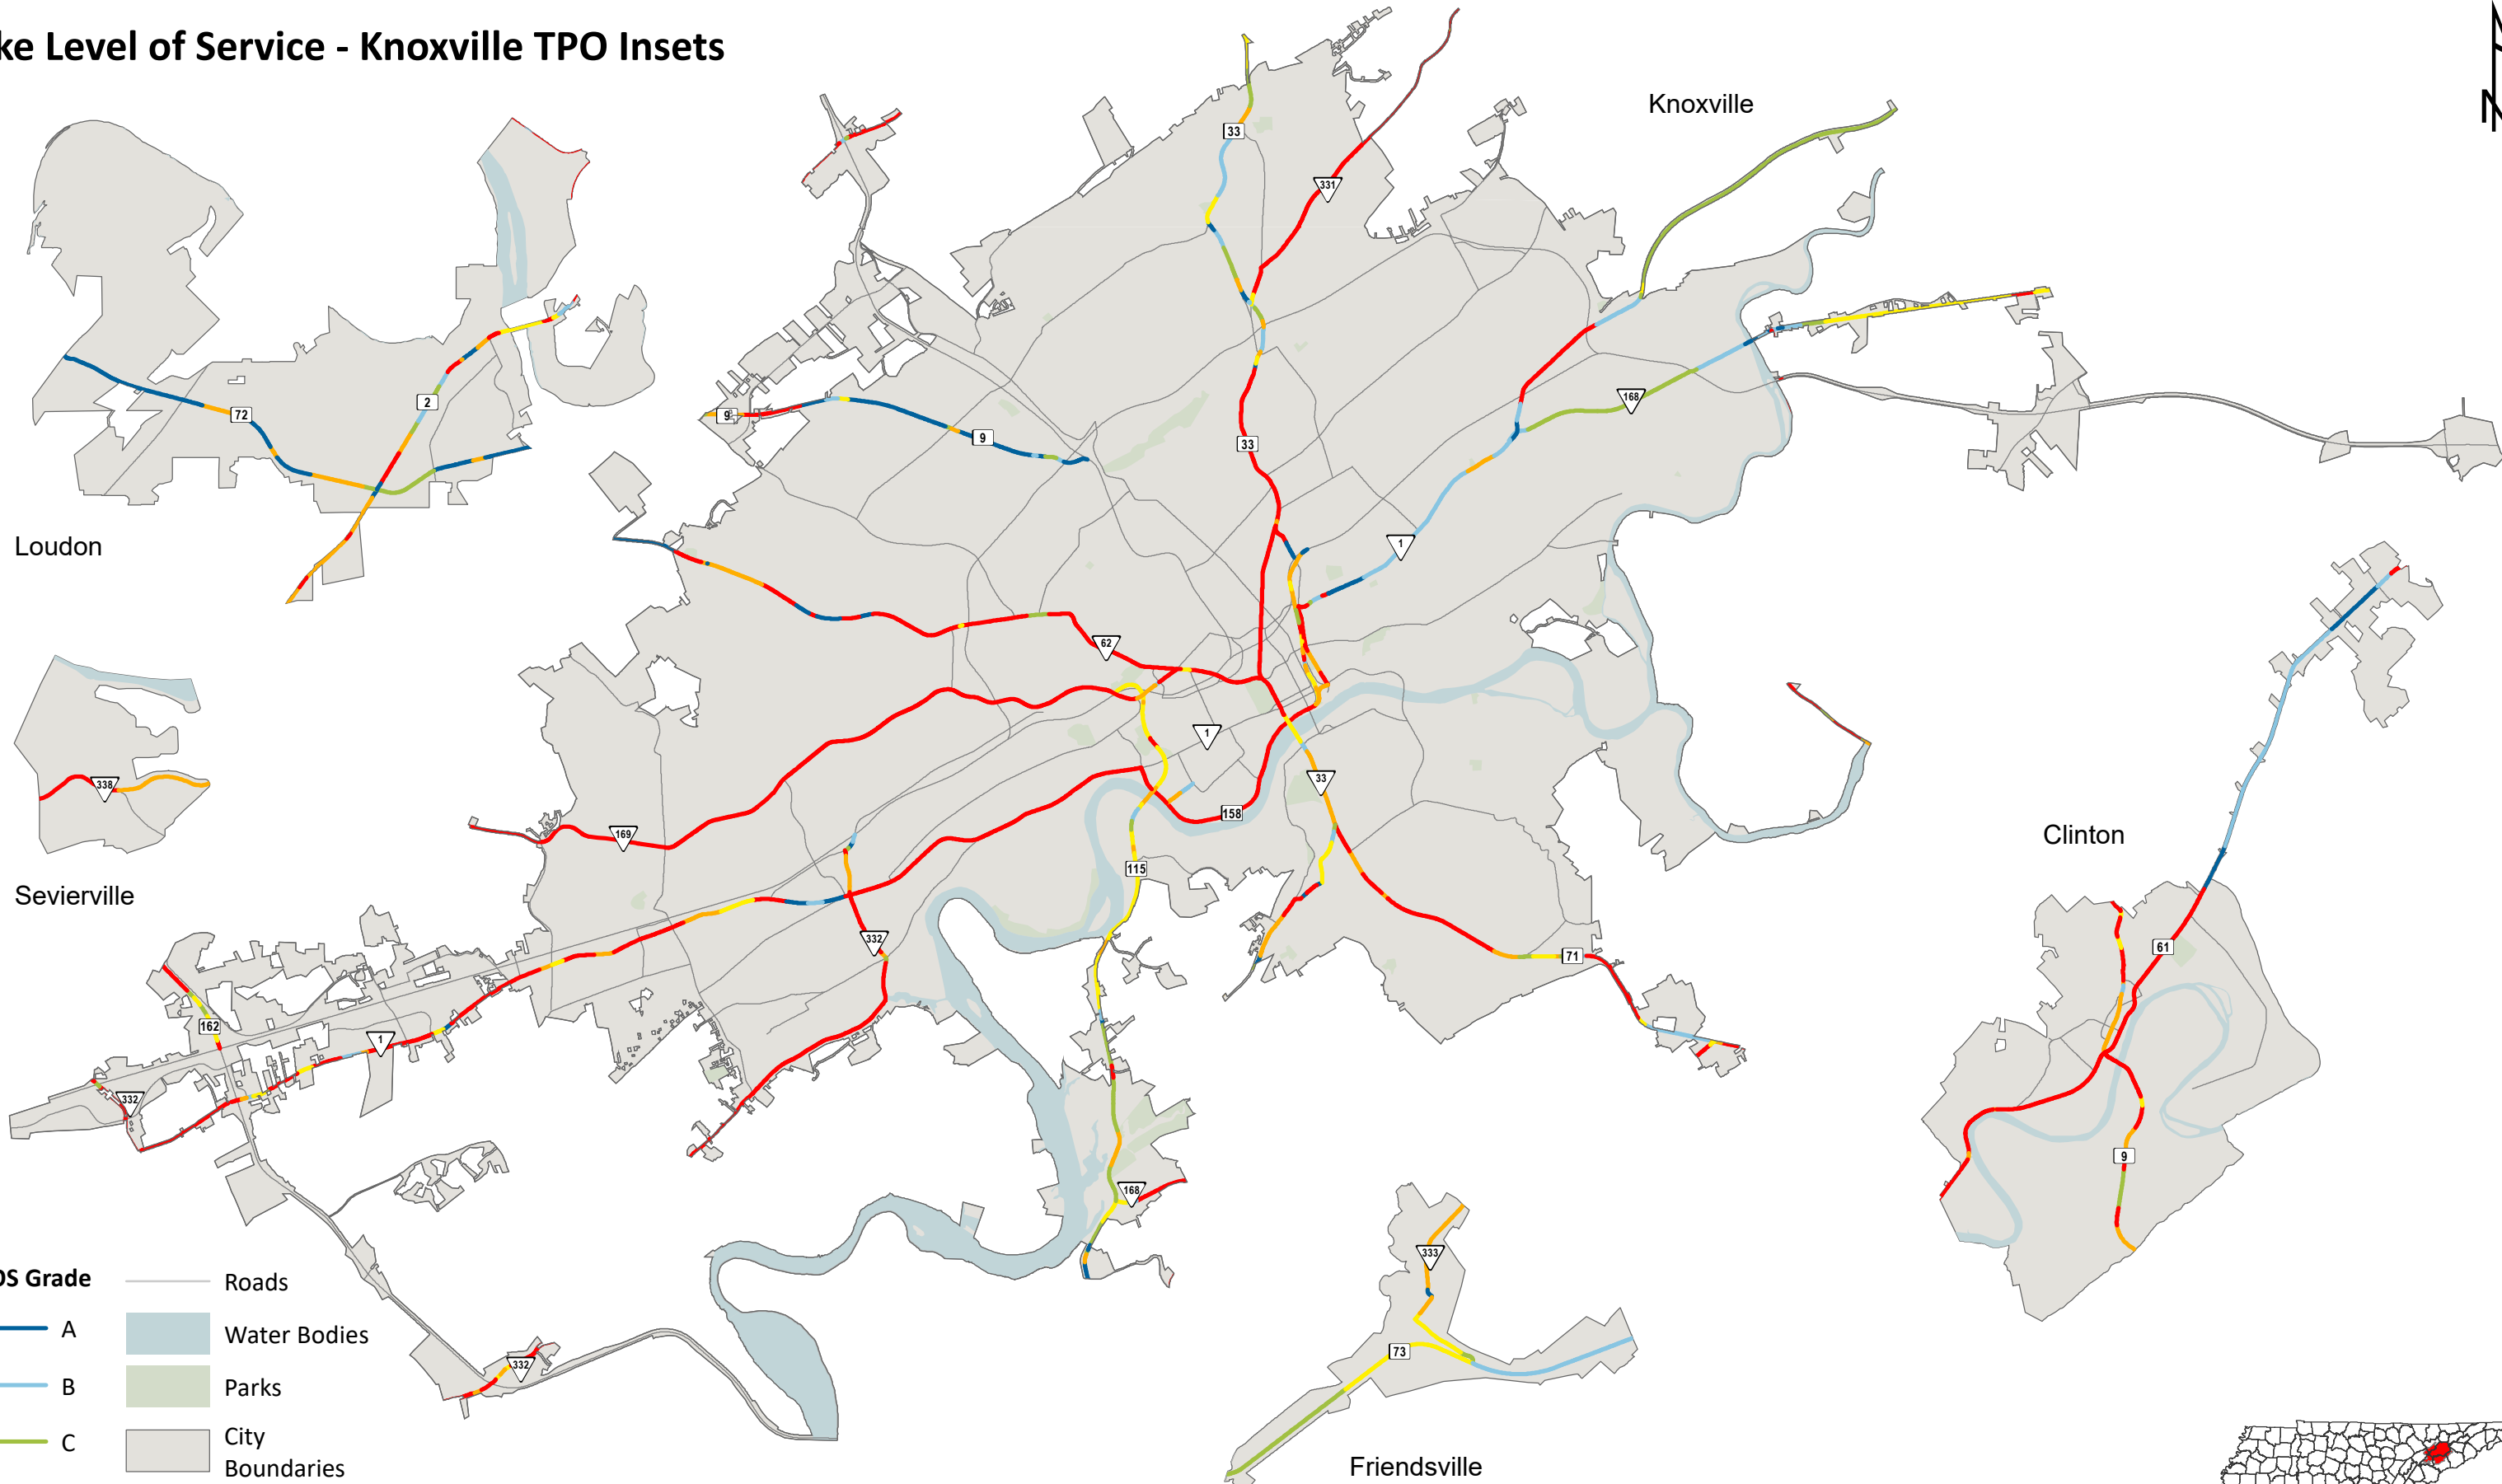 ke Level of Service - Knoxville TPO Insets
Knoxville
33
331
72
2
9
9
33
168
1
Loudon
62
338
1
33
169
158
115
Sevierville
Clinton
332
71
61
162
1
332
9
168
333
73
332
Friendsville
OS Grade
A
B
C
Roads
Water Bodies
Parks
City
Boundaries